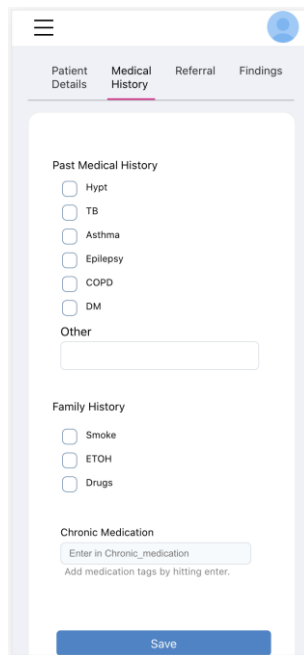 Patient Details
Medical History
Referral
Findings
Past Medical History
Hypt
TB
Asthma
Epilepsy
COPD
DM
Other
Family History
Smoke
ETOH
Drugs
Chronic Medication
Enter in Chronic_medication
Add medication tags by hitting enter.
Save